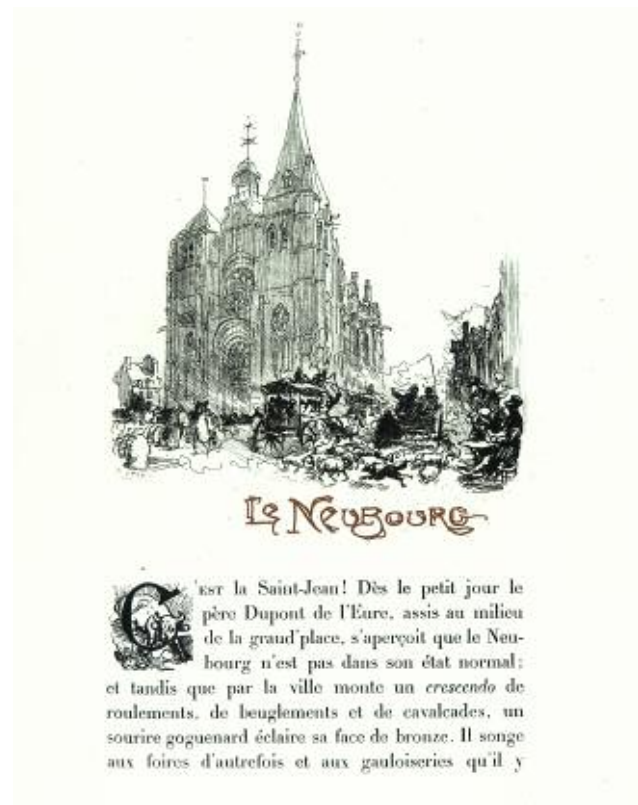 Le Neubourg
C'est la Saint-Jean! Dès le petit jour le
père Dupont de l'Eure, assis au milieu
de la grand'place, s'aperçoit que le Neu-
bourg n'est pas dans son état normal;
et tandis que par la ville monte un crescendo de
roulements, de beuglements et de cavalcades, un
sourire goguenard éclaire sa face de bronze. Il songe
aux foires d'autrefois et aux gauloiseries qu'il y